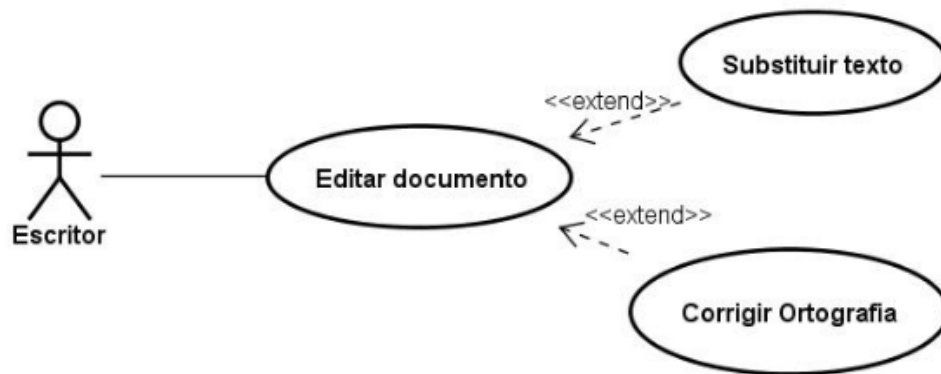 Substituir texto
<<extend>>
Editar documento
<<extend>>
Escritor
Corrigir Ortografia